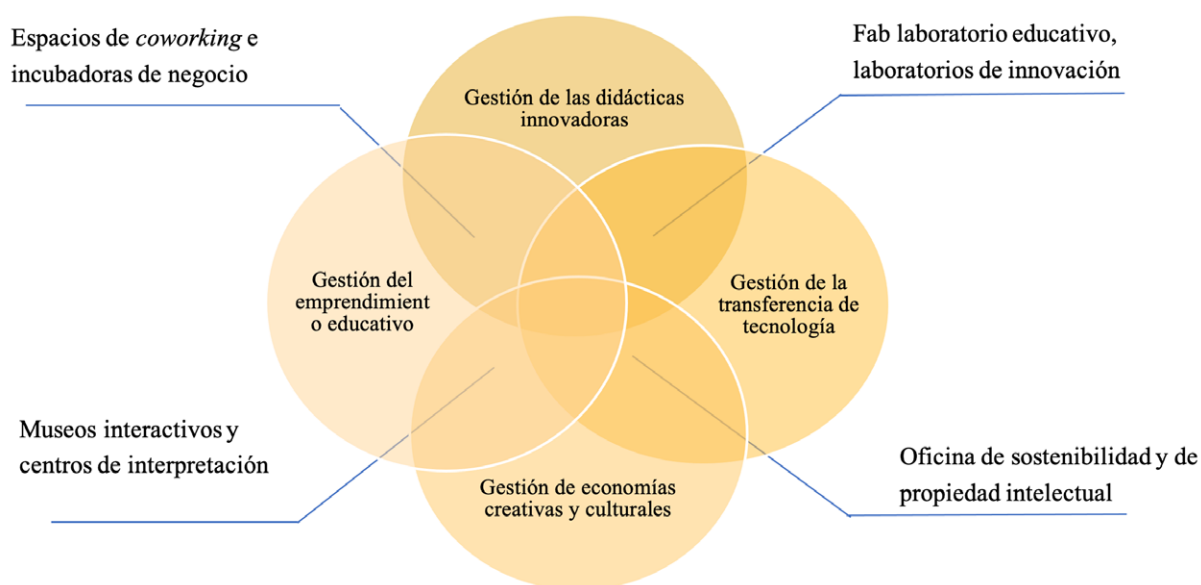 Espacios de coworking e
incubadoras de negocio
Fab laboratorio educativo,
laboratorios de innovación
Gestión de las didácticas
innovadoras
Gestión del
emprendimient
o educativo
Gestión de la
transferencia de
tecnología
Museos interactivos y
centros de interpretación
Gestión de economías
creativas y culturales
Oficina de sostenibilidad y de
propiedad intelectual